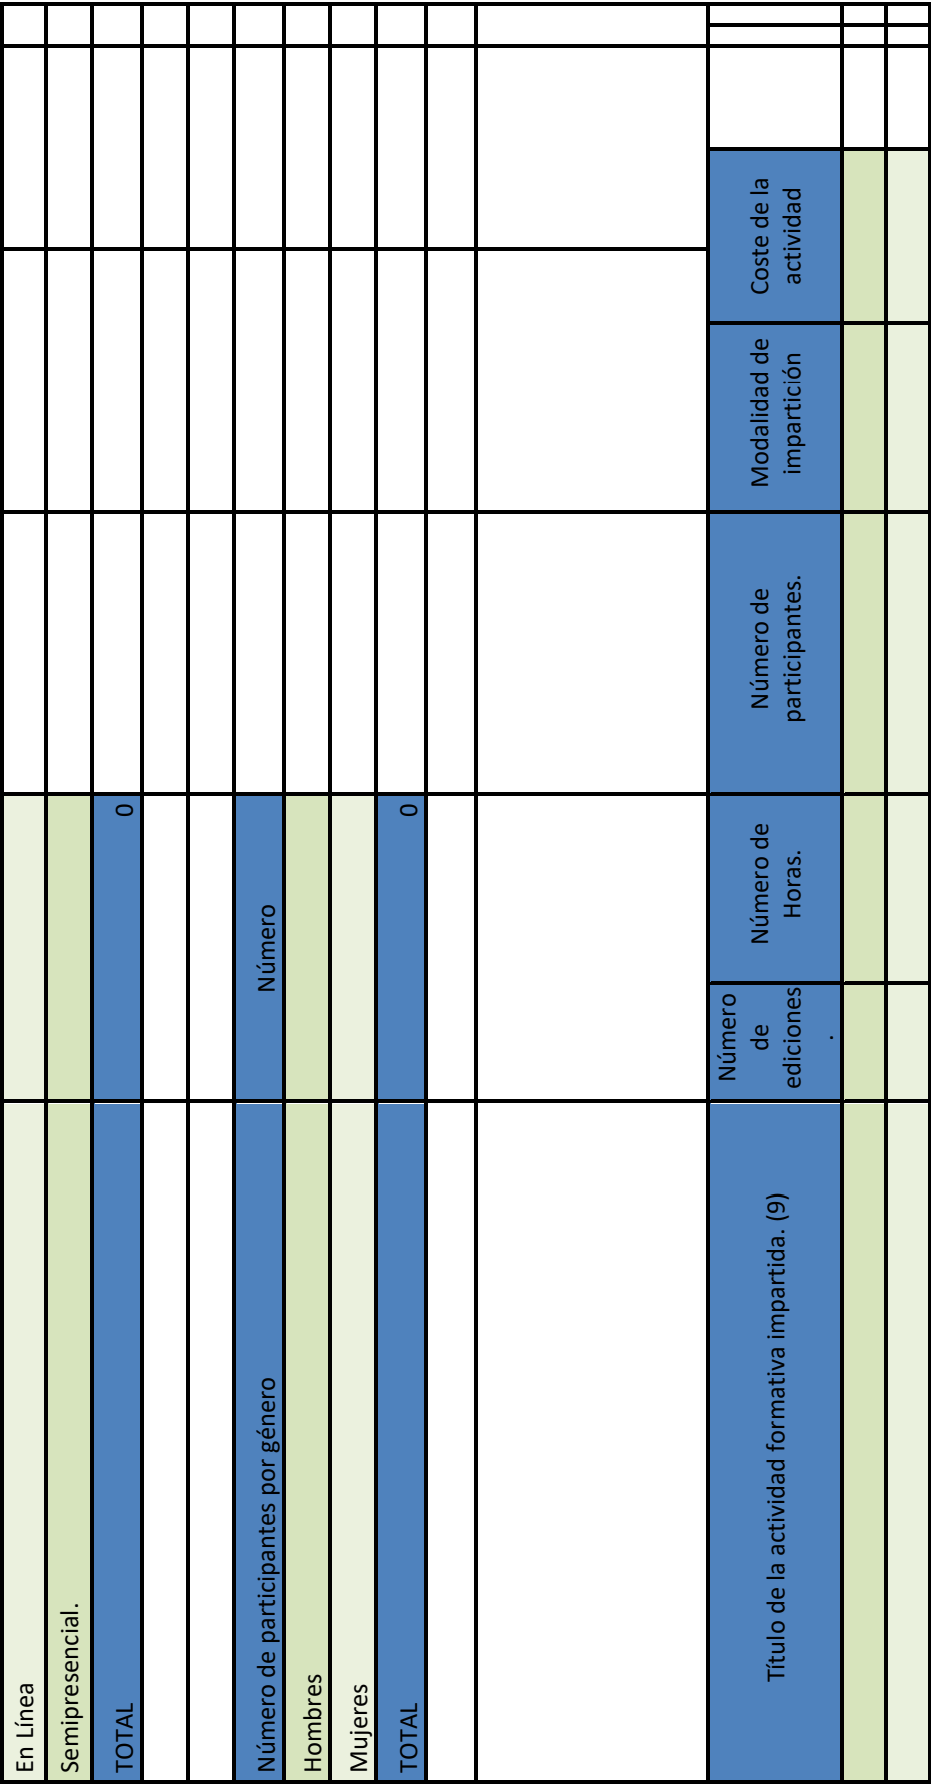 En Línea
Semipresencial.
TOTAL 0
Número de participantes por género Número
Hombres
Mujeres
TOTAL 0
Título de la actividad formativa impartida. (9)
Número
de
ediciones
.
Número de
Horas.
Número de
participantes.
Modalidad de
impartición
Coste de la
actividad